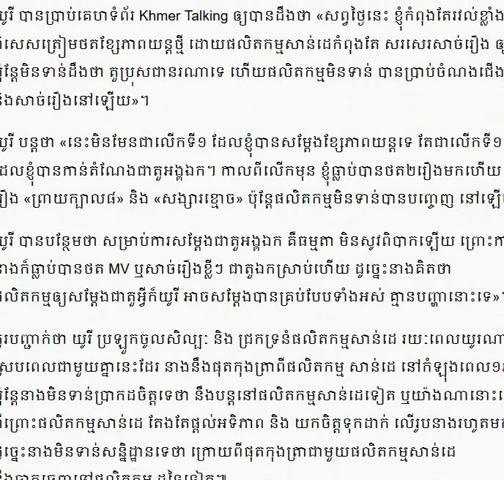 យូរី បានប្រាប់គេហទំព័រ Khmer Talking ឲ្យបានដឹងថា «សព្វថ្ងៃនេះ ខ្ញុំកំពុងតែរវល់ខ្លាំង
ពិសេសត្រៀមថតខ្សែភាពយន្តថ្មី ដោយផលិតកម្មសាន់ដេកំពុងតែ សរសេរសាច់រឿង
ប៉ុន្តែមិនទាន់ដឹងថា តួប្រុសជានរណាទេ ហើយផលិតកម្មមិនទាន់ បានប្រាប់ចំណងជើង
និងសាច់រឿងនៅឡើយ»។
យូរី បន្តថា «នេះមិនមែនជាលើកទី១ ដែលខ្ញុំបានសម្ដែងខ្សែភាពយន្តទេ តែជាលើកទី១
ដែលខ្ញុំបានកាន់តំណែងជាតួអង្គឯក។ កាលពីលើកមុន ខ្ញុំធ្លាប់បានថត២រឿងមកហើយ
រឿង «ព្រាយក្បាល៨» និង «សង្សារខ្មោច» ប៉ុន្តែផលិតកម្មមិនទាន់បានបញ្ចេញ នៅឡើ
យូរី បានបន្ថែមថា សម្រាប់ការសម្ដែងជាតួអង្គឯក គឺធម្មតា មិនសូវពិបាកឡើយ ព្រោះកា
នាងក៏ធ្លាប់បានថត MV ឬសាច់រឿងខ្លីៗ ជាតួឯកស្រាប់ហើយ ដូច្នេះនាងគិតថា
ផលិតកម្មឲ្យសម្ដែងជាតួអ្វីក៏យូរី អាចសម្ដែងបានគ្រប់បែបទាំងអស់ គ្មានបញ្ហានោះទេ»។
គួរបញ្ជាក់ថា យូរី ប្រឡូកចូលសិល្បៈ និង ជ្រកទ្រនំផលិតកម្មសាន់ដេ រយៈពេលយូរណា
ស្របពេលជាមួយគ្នានេះដែរ នាងនឹងផុតកុងត្រាពីផលិតកម្ម សាន់ដេ នៅកំឡុងពេល១
ប៉ុន្តែនាងមិនទាន់ប្រាកដចិត្តទេថា នឹងបន្តនៅផលិតកម្មសាន់ដេទៀត ឬយ៉ាងណានោះ
ពីព្រោះផលិតកម្មសាន់ដេ តែងតែផ្ដល់អទិភាព និង យកចិត្តទុកដាក់ លើរូបនាងរហូតម
ដូច្នេះនាងមិនទាន់សន្និដ្ឋានទេថា ក្រោយពីផុតកុងត្រាជាមួយផលិតកម្មសាន់ដេ